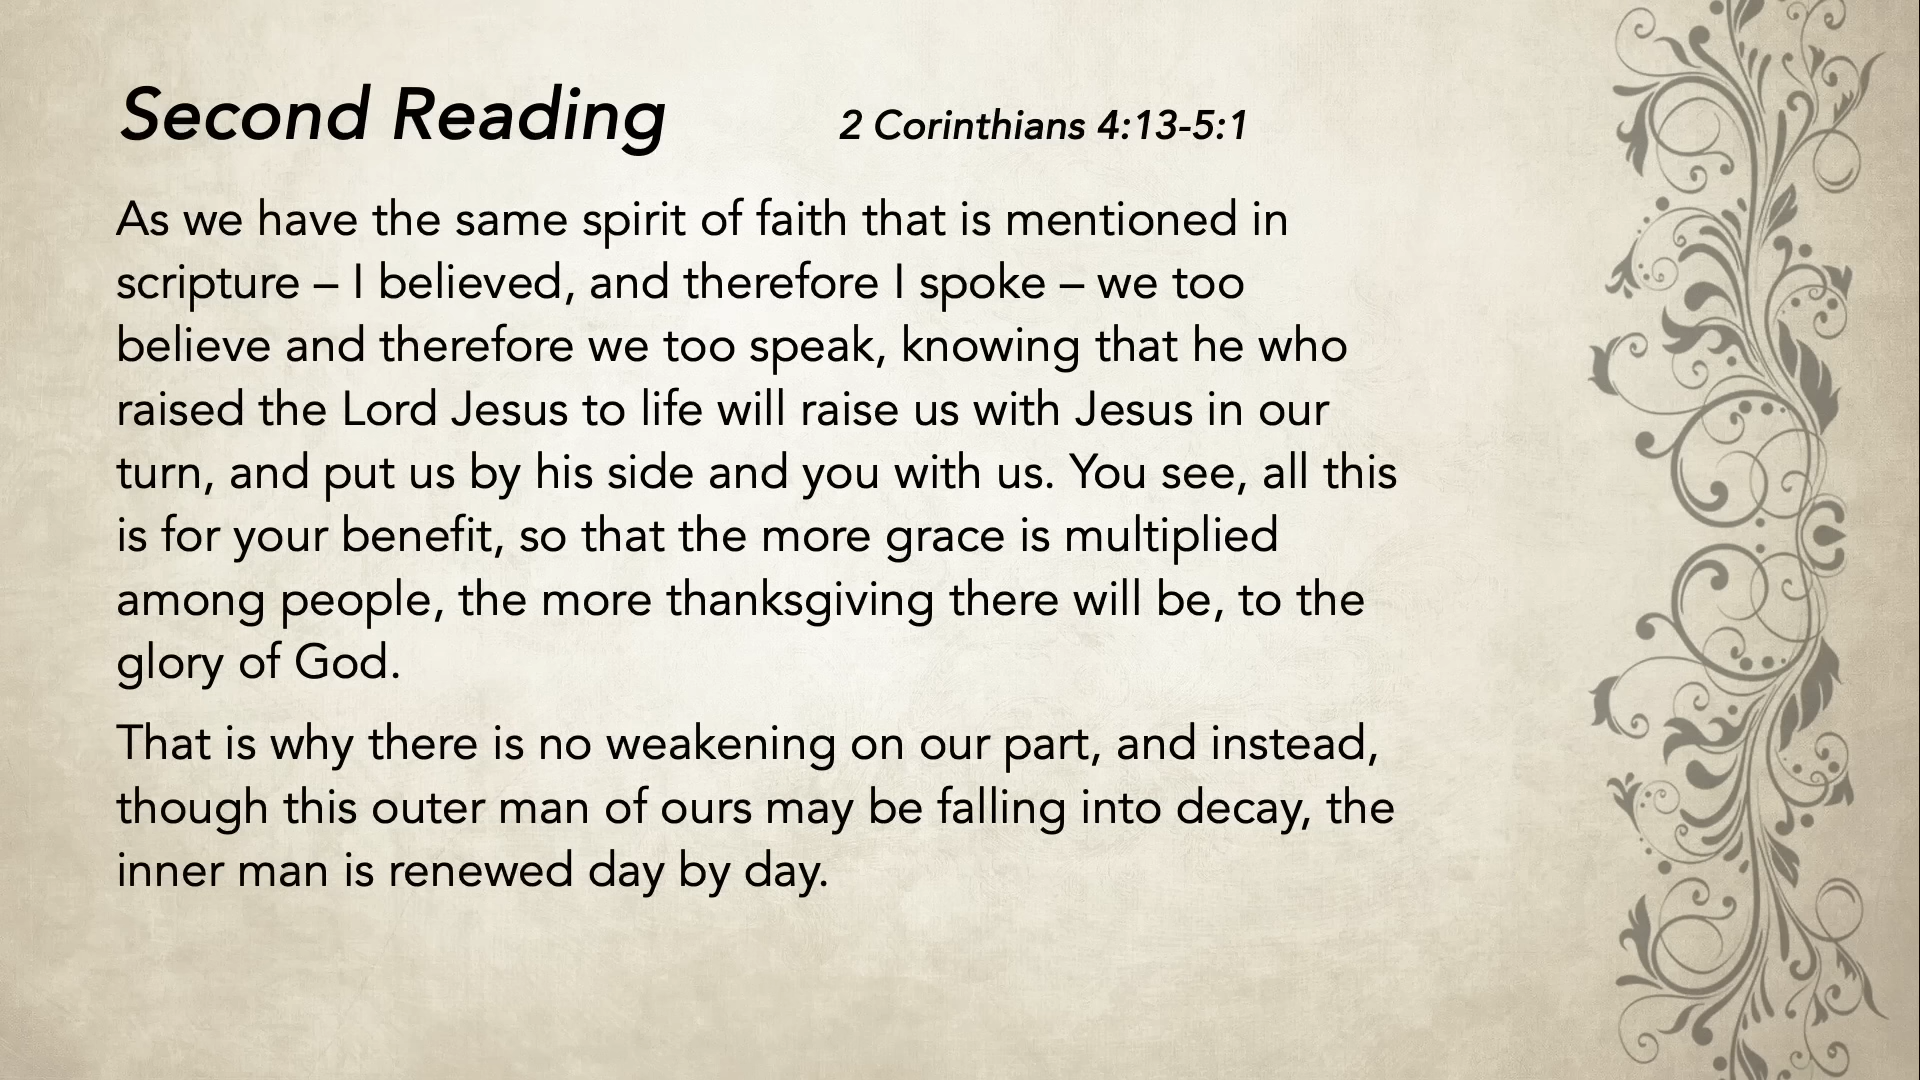 Second Reading 2 Corinthians 4:13-5:1
As we have the same spirit of faith that is mentioned in
scripture – I believed, and therefore I spoke – we too
believe and therefore we too speak, knowing that he who
raised the Lord Jesus to life will raise us with Jesus in our
turn, and put us by his side and you with us. You see, all this
is for your benefit, so that the more grace is multiplied
among people, the more thanksgiving there will be, to the
glory of God.
That is why there is no weakening on our part, and instead,
though this outer man of ours may be falling into decay, the
inner man is renewed day by day.